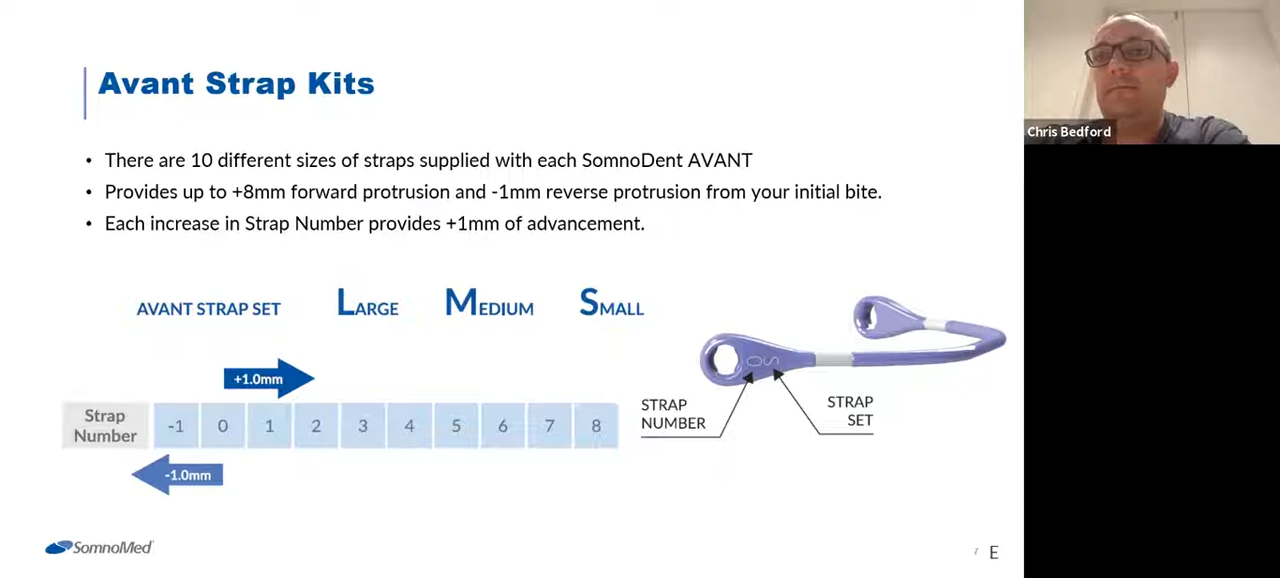 Avant Strap Kits
• There are 10 different sizes of straps supplied with each SomnoDent AVANT
• Provides up to +8mm forward protrusion and -1mm reverse protrusion from your initial bite.
• Each increase in Strap Number provides +1mm of advancement.
AVANT STRAP SET LARGE MEDIUM SMALL
+1.0mm
Strap Number -1 0 1 2 3 4 5 6 7 8
-1.0mm
0 S
STRAP NUMBER
STRAP SET
SomnoMed
E
Chris Bedford